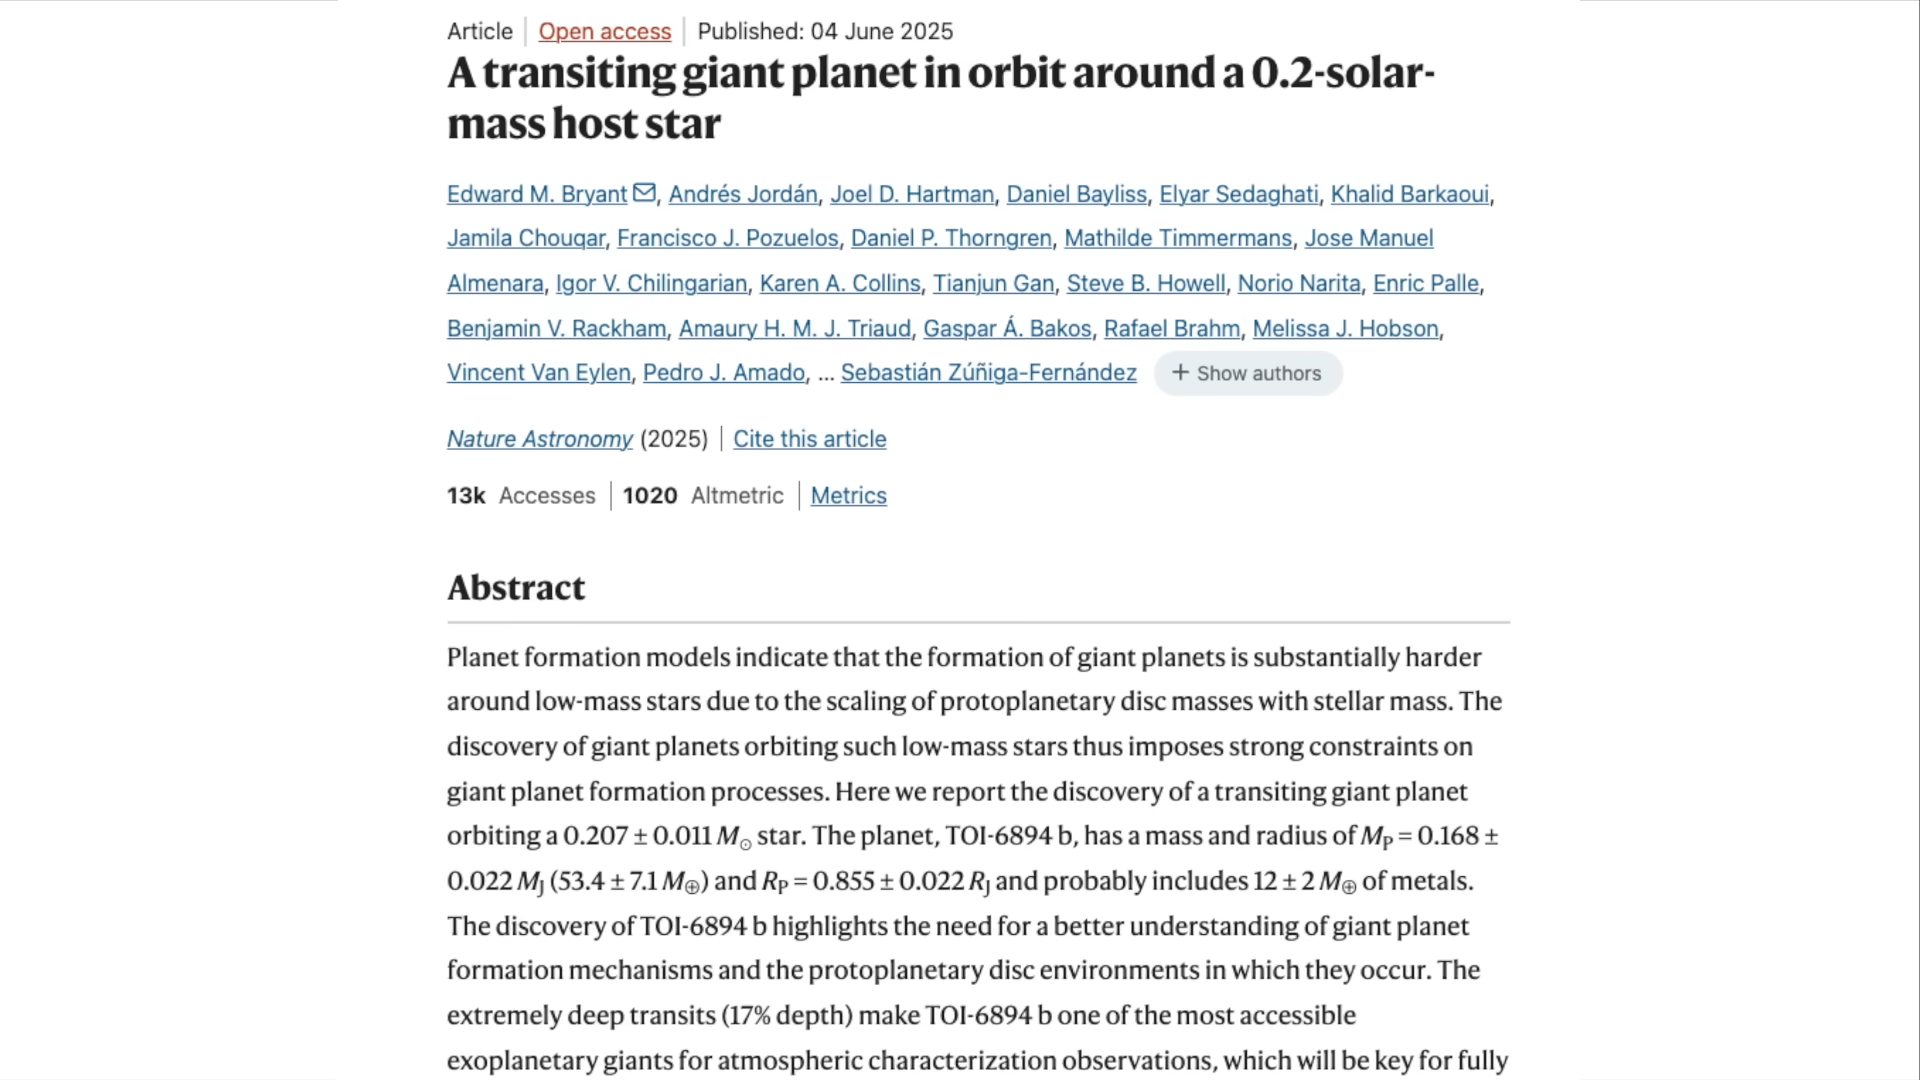 Article | Open access | Published: 04 June 2025
A transiting giant planet in orbit around a 0.2-solar-
mass host star
Edward M. Bryant, Andrés Jordán, Joel D. Hartman, Daniel Bayliss, Elyar Sedaghati, Khalid Barkaoui,
Jamila Chouqar, Francisco J. Pozuelos, Daniel P. Thorngren, Mathilde Timmermans, Jose Manuel
Almenara, Igor V. Chilingarian, Karen A. Collins, Tianjun Gan, Steve B. Howell, Norio Narita, Enric Palle,
Benjamin V. Rackham, Amaury H. M. J. Triaud, Gaspar Á. Bakos, Rafael Brahm, Melissa J. Hobson,
Vincent Van Eylen, Pedro J. Amado, ... Sebastián Zúñiga-Fernández + Show authors
Nature Astronomy (2025) | Cite this article
13k Accesses | 1020 Altmetric | Metrics
Abstract
Planet formation models indicate that the formation of giant planets is substantially harder
around low-mass stars due to the scaling of protoplanetary disc masses with stellar mass. The
discovery of giant planets orbiting such low-mass stars thus imposes strong constraints on
giant planet formation processes. Here we report the discovery of a transiting giant planet
orbiting a 0.207 ± 0.011 M☉ star. The planet, TOI-6894 b, has a mass and radius of MP = 0.168 ±
0.022 MJ (53.4 ± 7.1 M⊕) and RP = 0.855 ± 0.022 RJ and probably includes 12 ± 2 M⊕ of metals.
The discovery of TOI-6894 b highlights the need for a better understanding of giant planet
formation mechanisms and the protoplanetary disc environments in which they occur. The
extremely deep transits (17% depth) make TOI-6894 b one of the most accessible
exoplanetary giants for atmospheric characterization observations, which will be key for fully